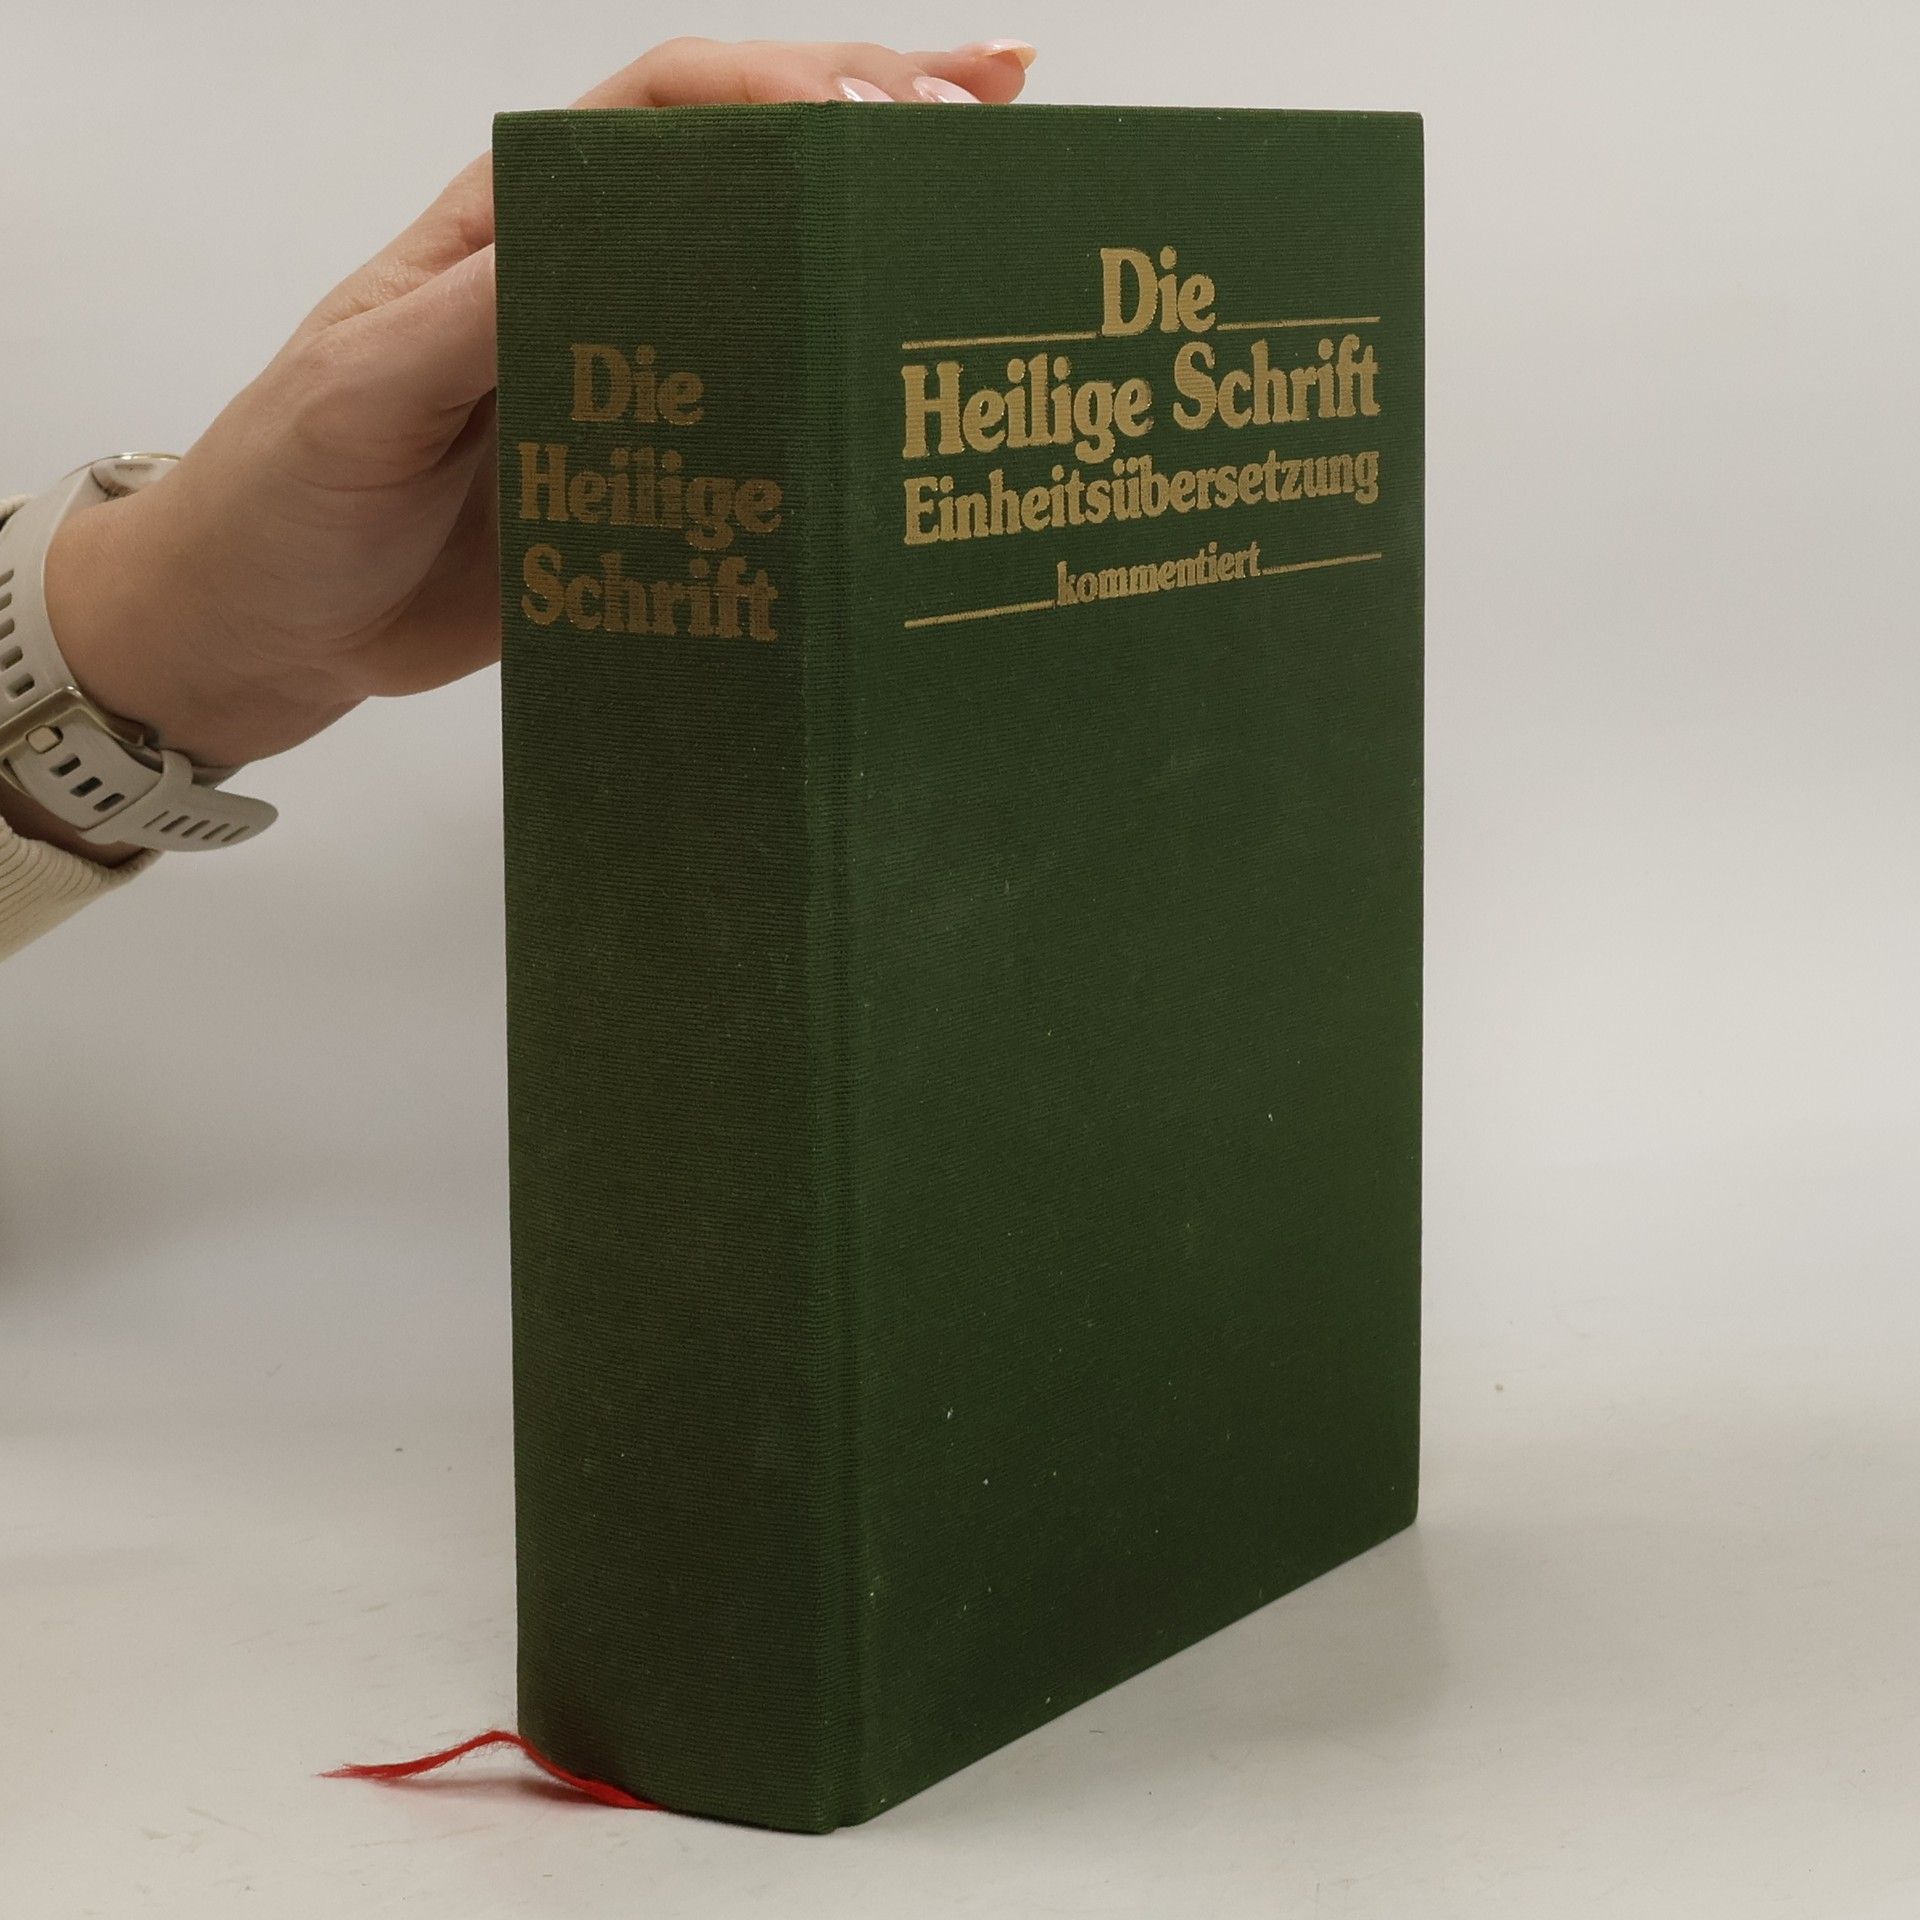 Die
Heilige
Schrift
Die
Heilige Schrift
Einheitsübersetzung
kommentiert